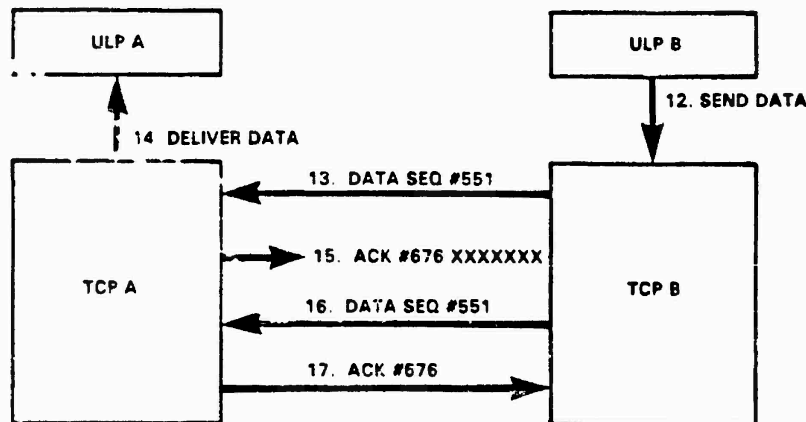 ULP A
ULP B
12. SEND DATA
14 DELIVER DATA
13. DATA SEQ #551
15. ACK #676 XXXXXXX
TCP A
TCP B
16. DATA SEQ #551
17. ACK #676